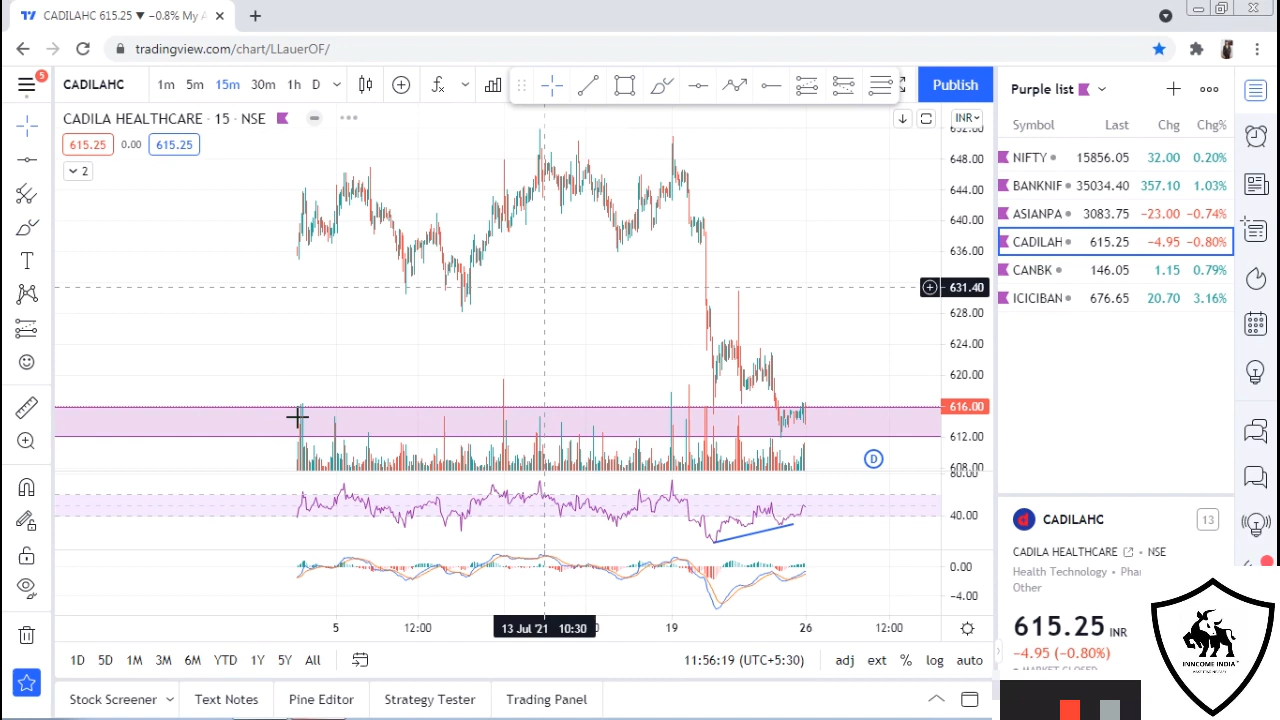 CADILAHC 615.25 ▼ −0.8% My
tradingview.com/chart/LLauerOF/
5
CADILAHC
1m 5m 15m 30m 1h D
Publish
Purple list
CADILA HEALTHCARE · 15 · NSE
615.25 0.00 615.25
2
INR
652.00
648.00
644.00
640.00
636.00
631.40
628.00
624.00
620.00
616.00
612.00
608.00
80.00
40.00
0.00
−4.00
D
5 12:00 13 Jul '21 10:30 19 26 12:00
1D 5D 1M 3M 6M YTD 1Y 5Y All
11:56:19 (UTC+5:30) adj ext % log auto
Stock Screener Text Notes Pine Editor Strategy Tester Trading Panel
Symbol Last Chg Chg%
NIFTY 15856.05 32.00 0.20%
BANKNIF 35034.40 357.10 1.03%
ASIANPA 3083.75 −23.00 −0.74%
CADILAH 615.25 −4.95 −0.80%
CANBK 146.05 1.15 0.79%
ICICIBAN 676.65 20.70 3.16%
CADILAHC 13
CADILA HEALTHCARE · NSE
Health Technology · Phar
Other
615.25 INR
−4.95 (−0.80%)
MARKET CLOSED
INNCOME INDIA